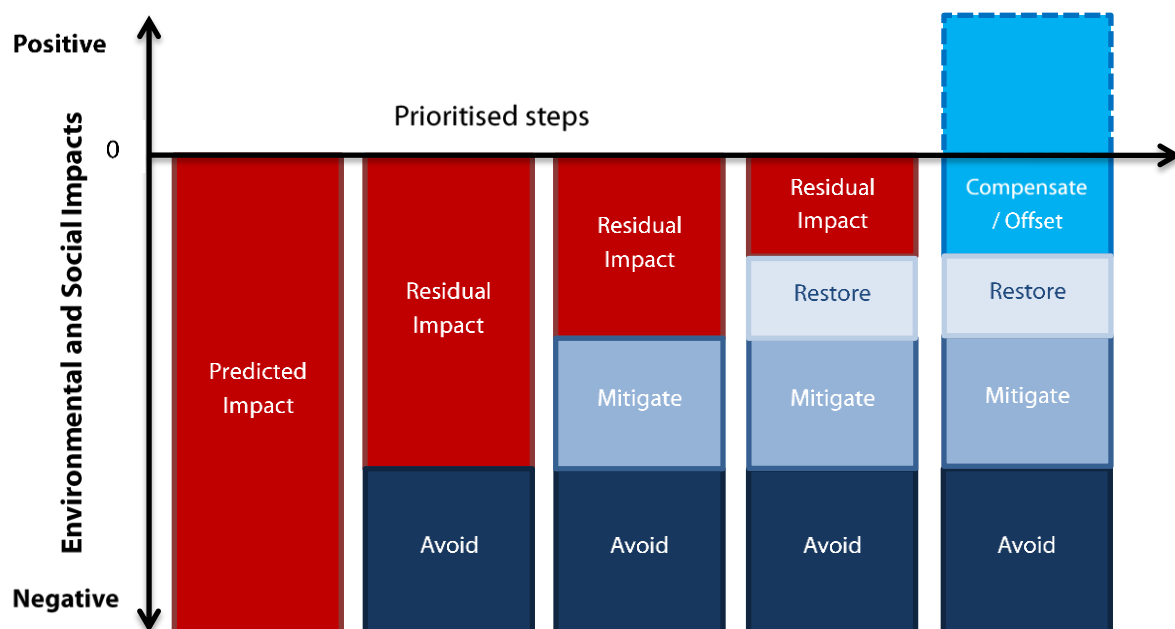 Positive
Prioritised steps
0
Environmental and Social Impacts
Negative
Predicted
Impact
Residual
Impact
Avoid
Residual
Impact
Mitigate
Avoid
Residual
Impact
Restore
Mitigate
Avoid
Compensate
/ Offset
Restore
Mitigate
Avoid